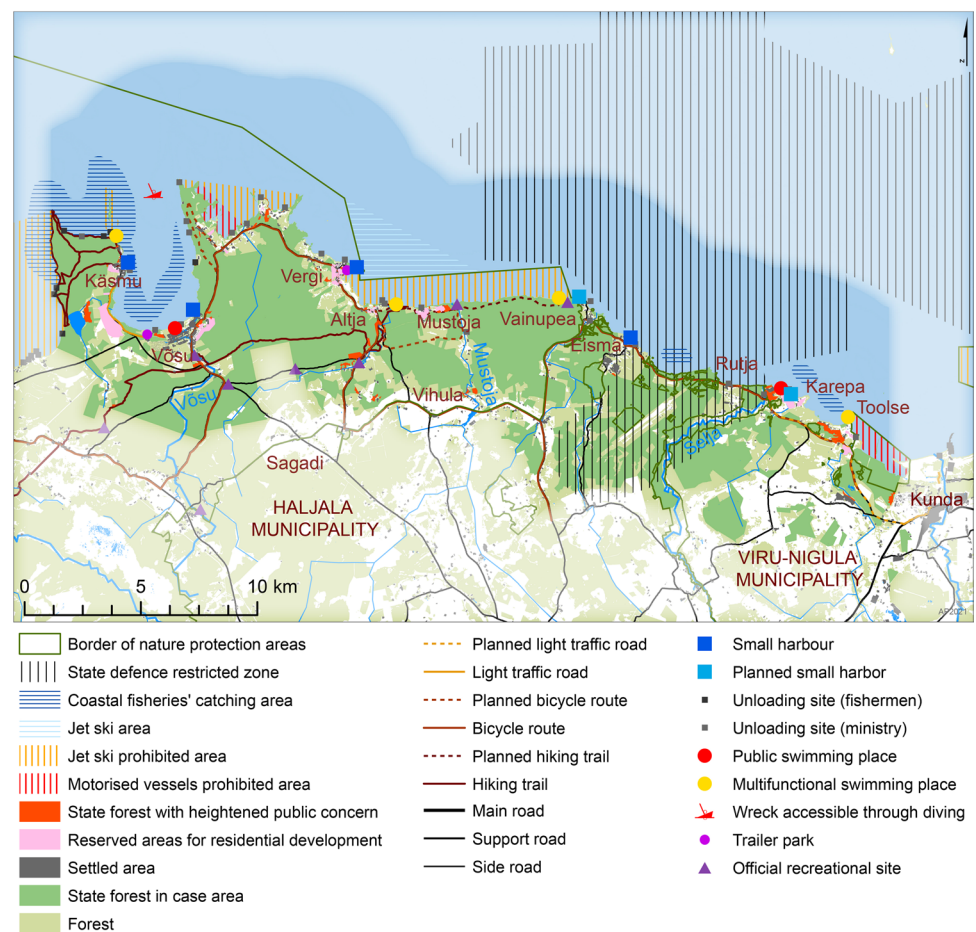 z
Käsmu
Vergi
Altja
Mustoja
Vainupea
Eisma
Võsu
Võsu
Mustoja
Vihula
Rutja
Karepa
Toolse
Selja
Sagadi
Kunda
HALJALA
MUNICIPALITY
VIRU-NIGULA
MUNICIPALITY
0 5 10 km
AP2021
Border of nature protection areas
State defence restricted zone
Coastal fisheries' catching area
Jet ski area
Jet ski prohibited area
Motorised vessels prohibited area
State forest with heightened public concern
Reserved areas for residential development
Settled area
State forest in case area
Forest
Planned light traffic road
Light traffic road
Planned bicycle route
Bicycle route
Planned hiking trail
Hiking trail
Main road
Support road
Side road
Small harbour
Planned small harbor
Unloading site (fishermen)
Unloading site (ministry)
Public swimming place
Multifunctional swimming place
Wreck accessible through diving
Trailer park
Official recreational site